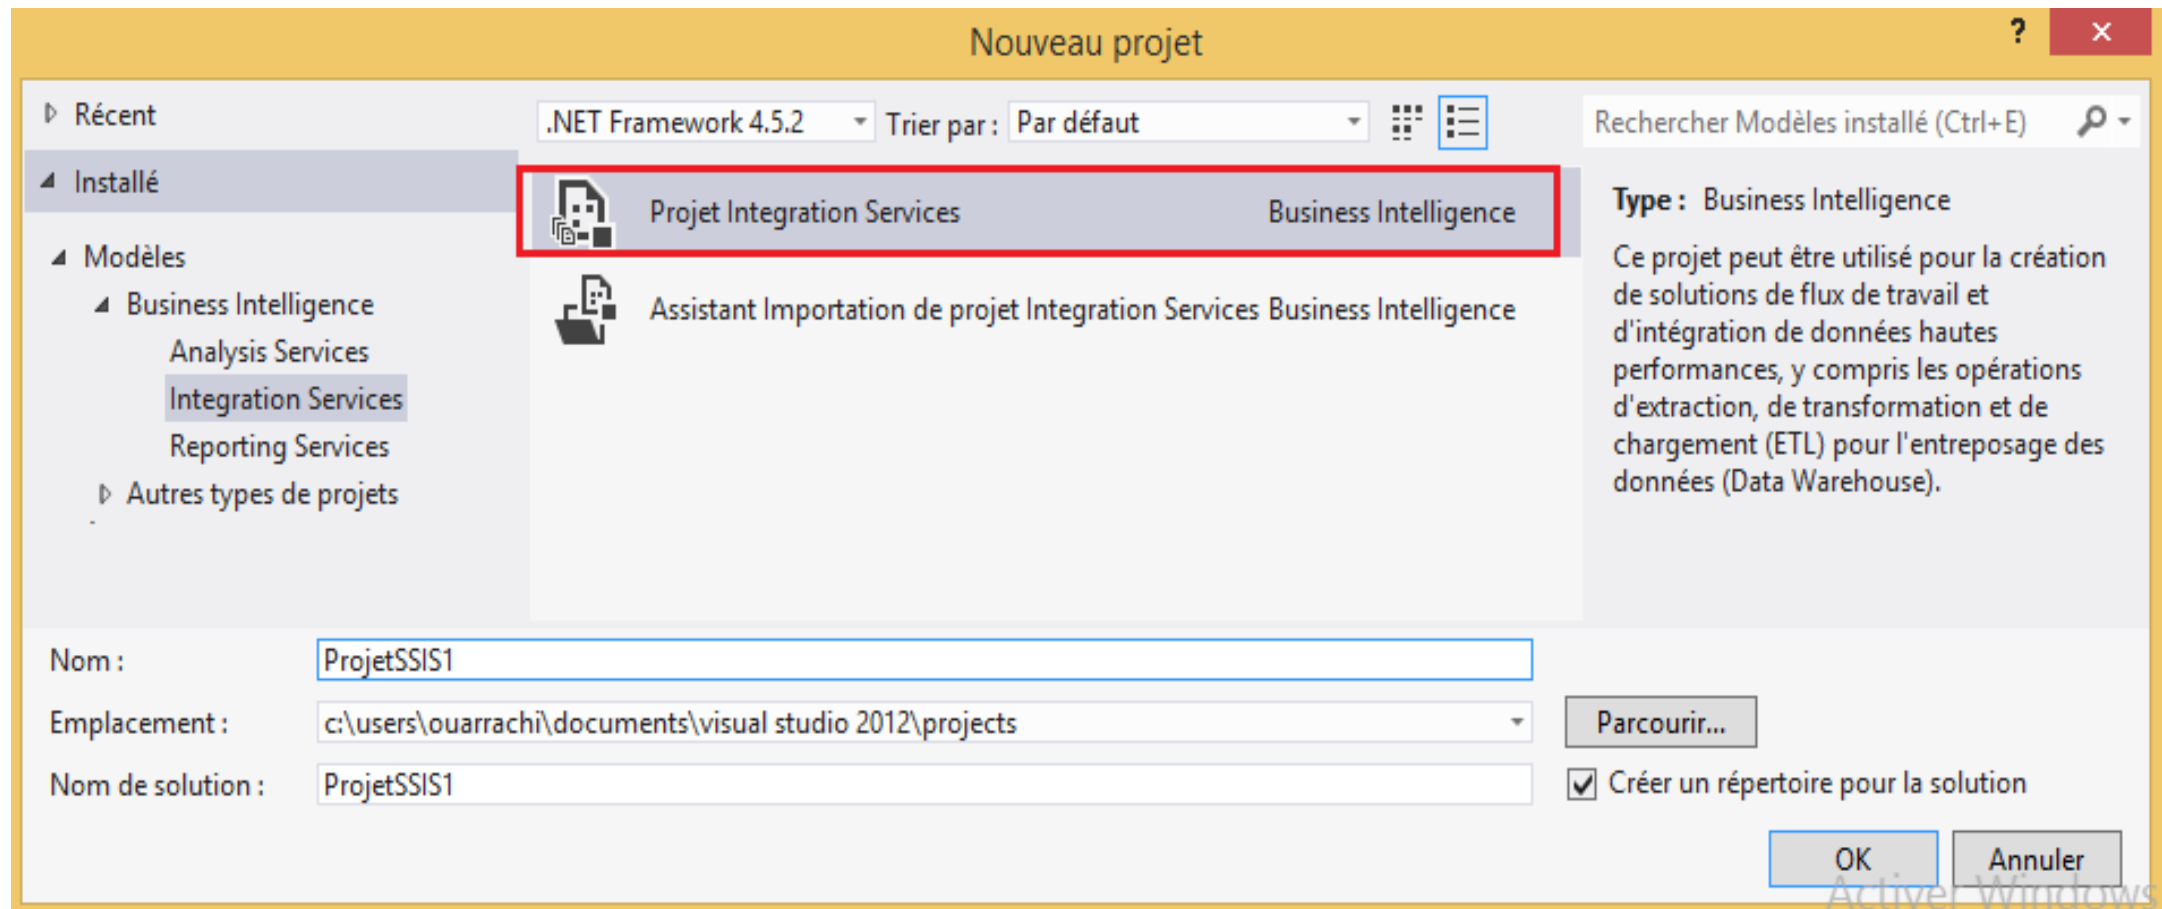 Nouveau projet
?
x
Récent
.NET Framework 4.5.2
Trier par :
Par défaut
Rechercher Modèles installé (Ctrl+E)
Installé
Modèles
Business Intelligence
Analysis Services
Integration Services
Reporting Services
Autres types de projets
Projet Integration Services
Business Intelligence
Assistant Importation de projet Integration Services
Business Intelligence
Type : Business Intelligence
Ce projet peut être utilisé pour la création
de solutions de flux de travail et
d'intégration de données hautes
performances, y compris les opérations
d'extraction, de transformation et de
chargement (ETL) pour l'entreposage des
données (Data Warehouse).
Nom :
ProjetSSIS1
Emplacement :
c:\users\ouarrachi\documents\visual studio 2012\projects
Parcourir...
Nom de solution :
ProjetSSIS1
Créer un répertoire pour la solution
OK
Annuler
Activer Windows